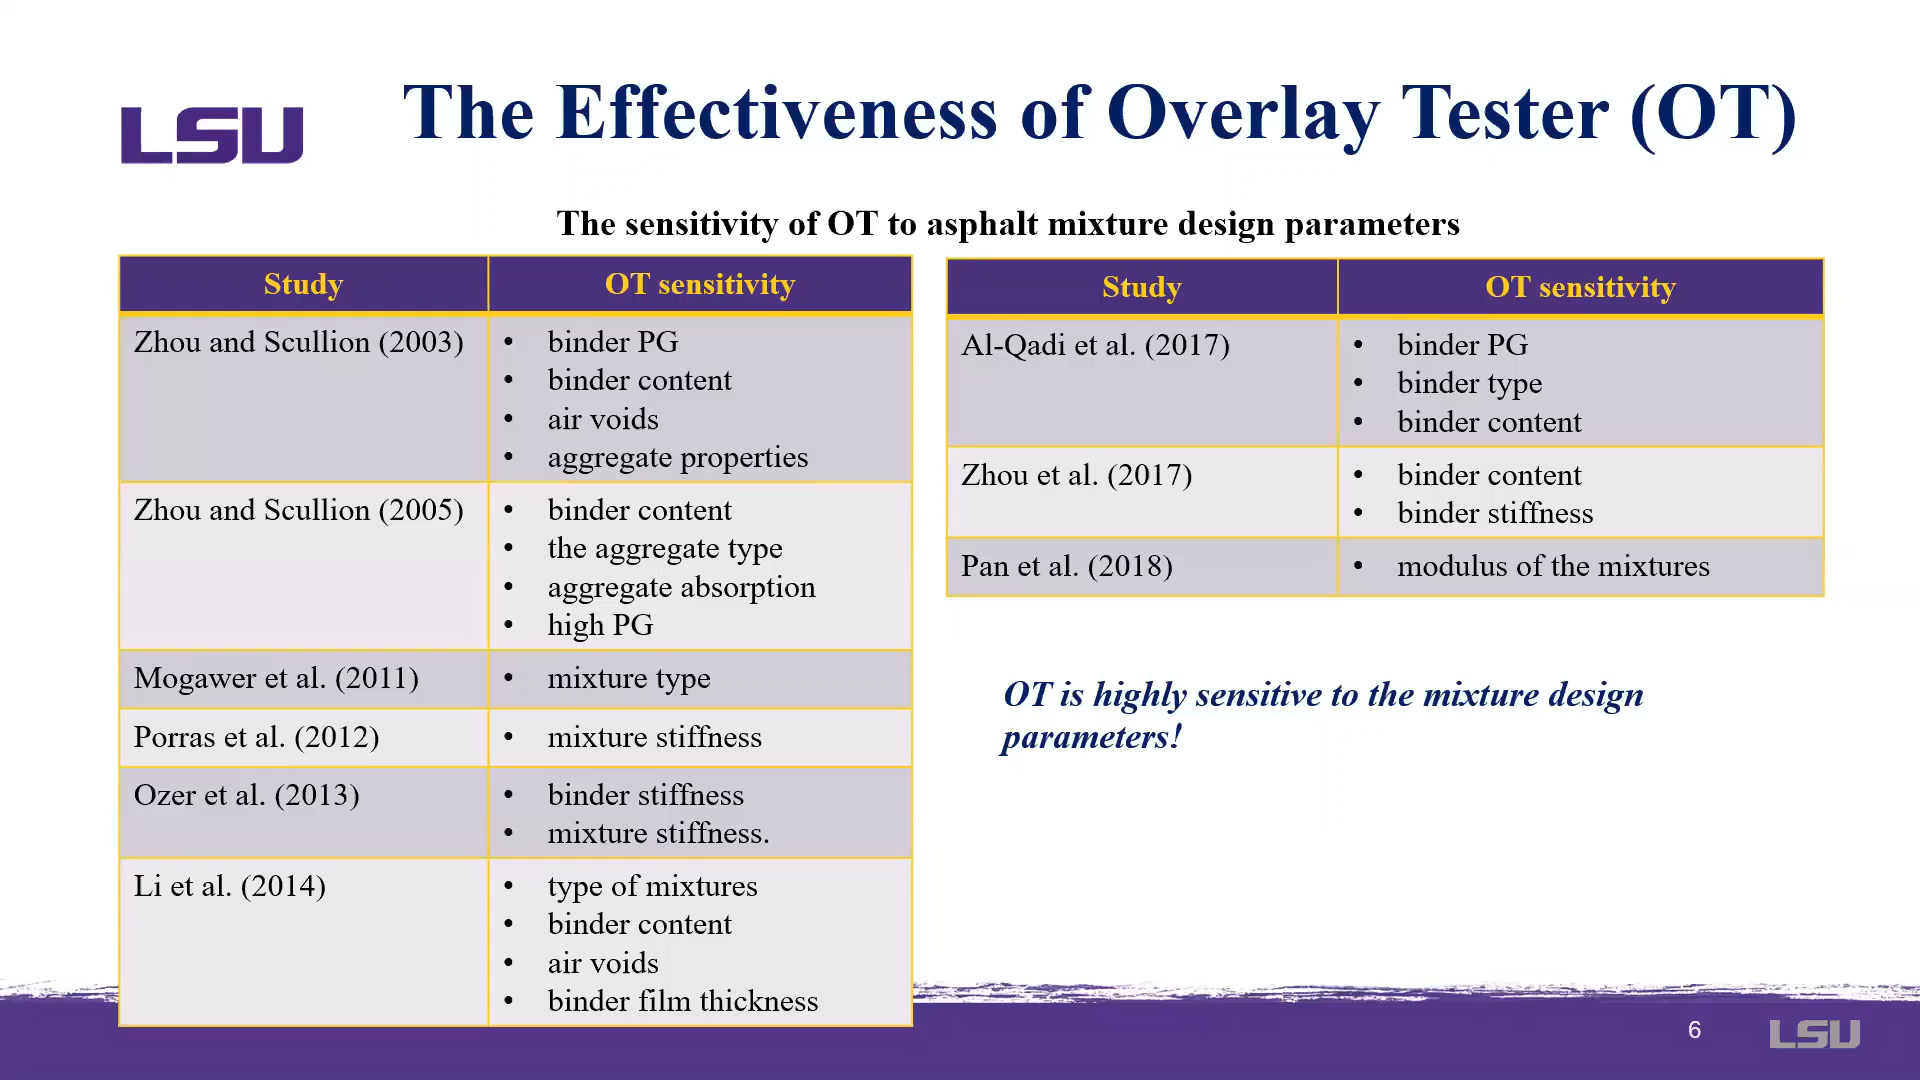 LSU
The Effectiveness of Overlay Tester (OT)
The sensitivity of OT to asphalt mixture design parameters
Study OT sensitivity
Zhou and Scullion (2003) • binder PG
• binder content
• air voids
• aggregate properties
Zhou and Scullion (2005) • binder content
• the aggregate type
• aggregate absorption
• high PG
Mogawer et al. (2011) • mixture type
Porras et al. (2012) • mixture stiffness
Ozer et al. (2013) • binder stiffness
• mixture stiffness.
Li et al. (2014) • type of mixtures
• binder content
• air voids
• binder film thickness
Study OT sensitivity
Al-Qadi et al. (2017) • binder PG
• binder type
• binder content
Zhou et al. (2017) • binder content
• binder stiffness
Pan et al. (2018) • modulus of the mixtures
OT is highly sensitive to the mixture design
parameters!
6
LSU